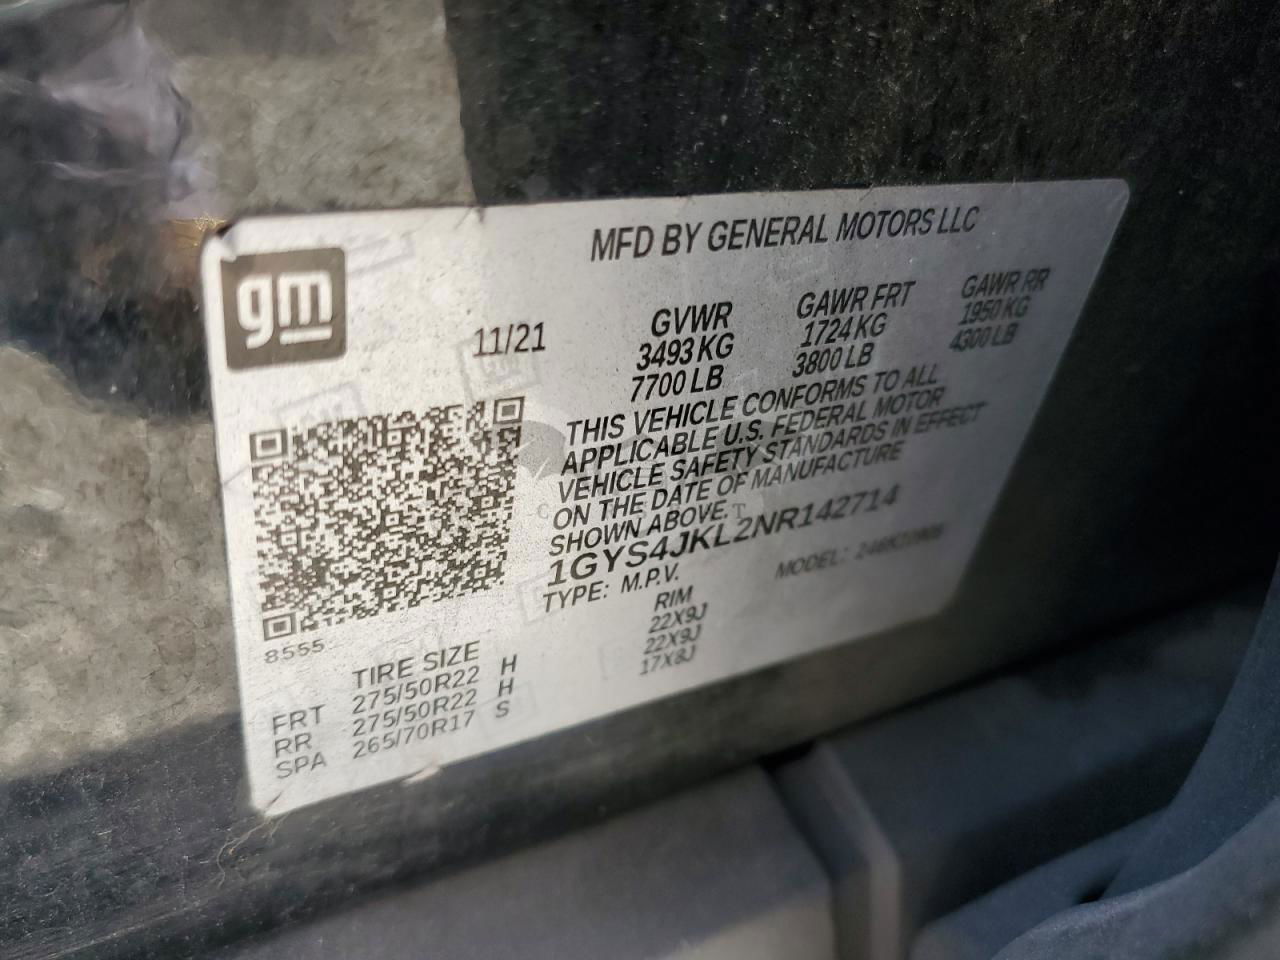 gm
MFD BY GENERAL MOTORS LLC
11/21
GVWR GAWR FRT GAWR RR
3493 KG 1724 KG 1950 KG
7700 LB 3800 LB 4300 LB
THIS VEHICLE CONFORMS TO ALL
APPLICABLE U.S. FEDERAL MOTOR
VEHICLE SAFETY STANDARDS IN EFFECT
ON THE DATE OF MANUFACTURE
SHOWN ABOVE.
1GYS4JKL2NR142714
TYPE: M.P.V. MODEL:
8555
TIRE SIZE RIM
FRT 275/50R22 H 22X9J
RR 275/50R22 H 22X9J
SPA 265/70R17 S 17X8J